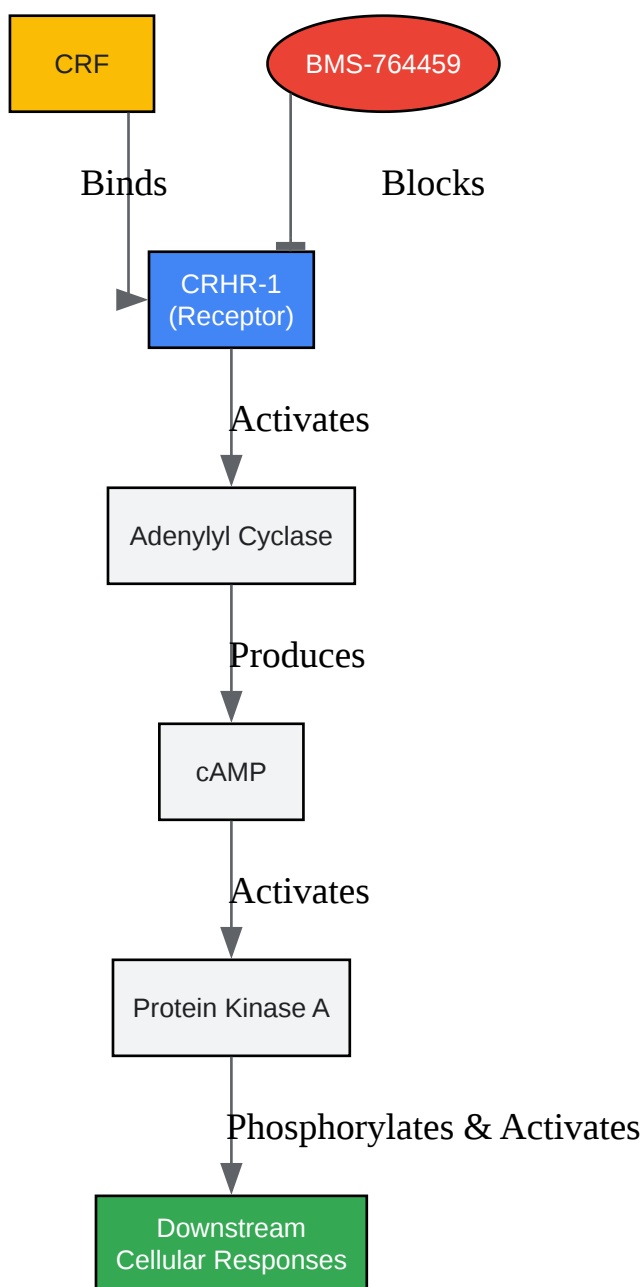 CRF
BMS-764459
Binds
Blocks
CRHR-1
(Receptor)
Activates
Adenylyl Cyclase
Produces
cAMP
Activates
Protein Kinase A
Phosphorylates & Activates
Downstream
Cellular Responses